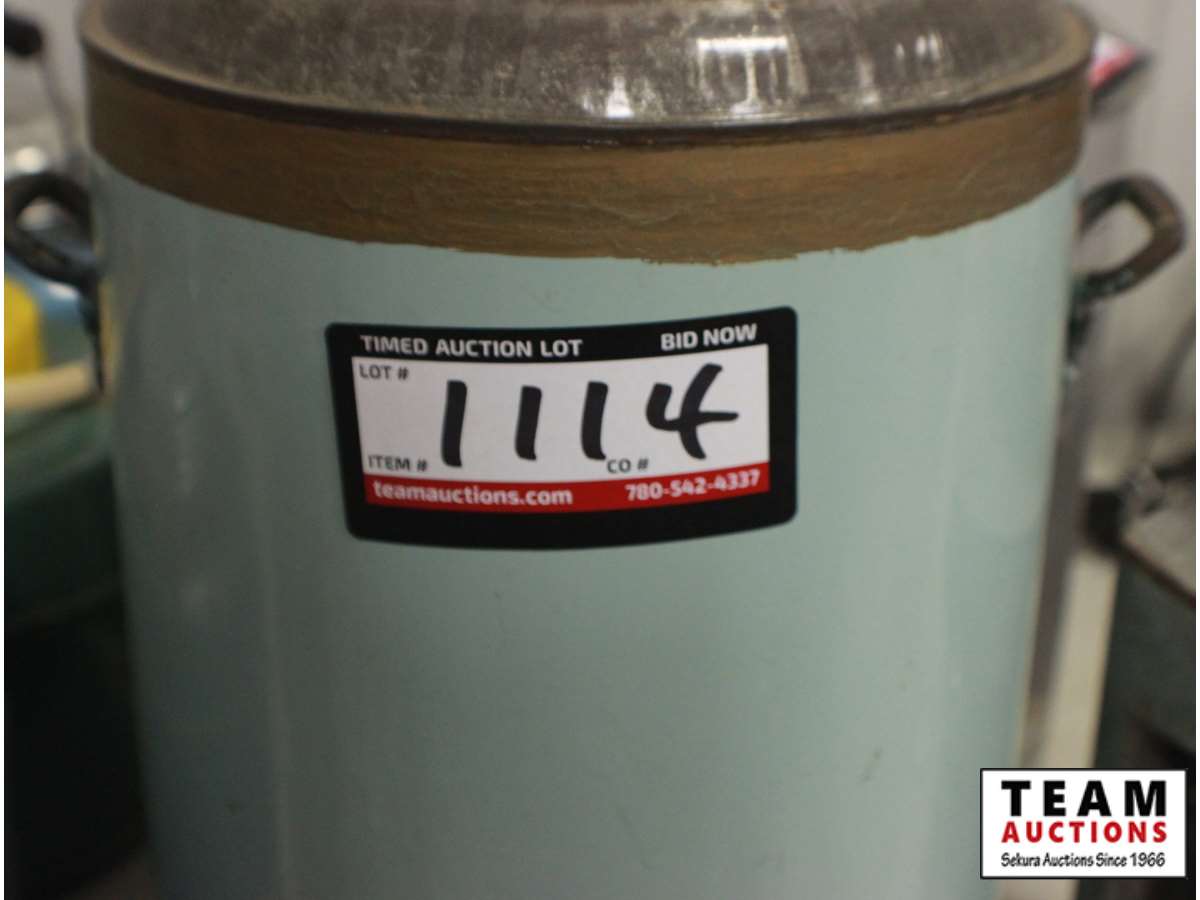 TIMED AUCTION LOT BID NOW
LOT #
1114
ITEM # CO #
teamauctions.com 780-542-4337
TEAM
AUCTIONS
Sekura Auctions Since 1966